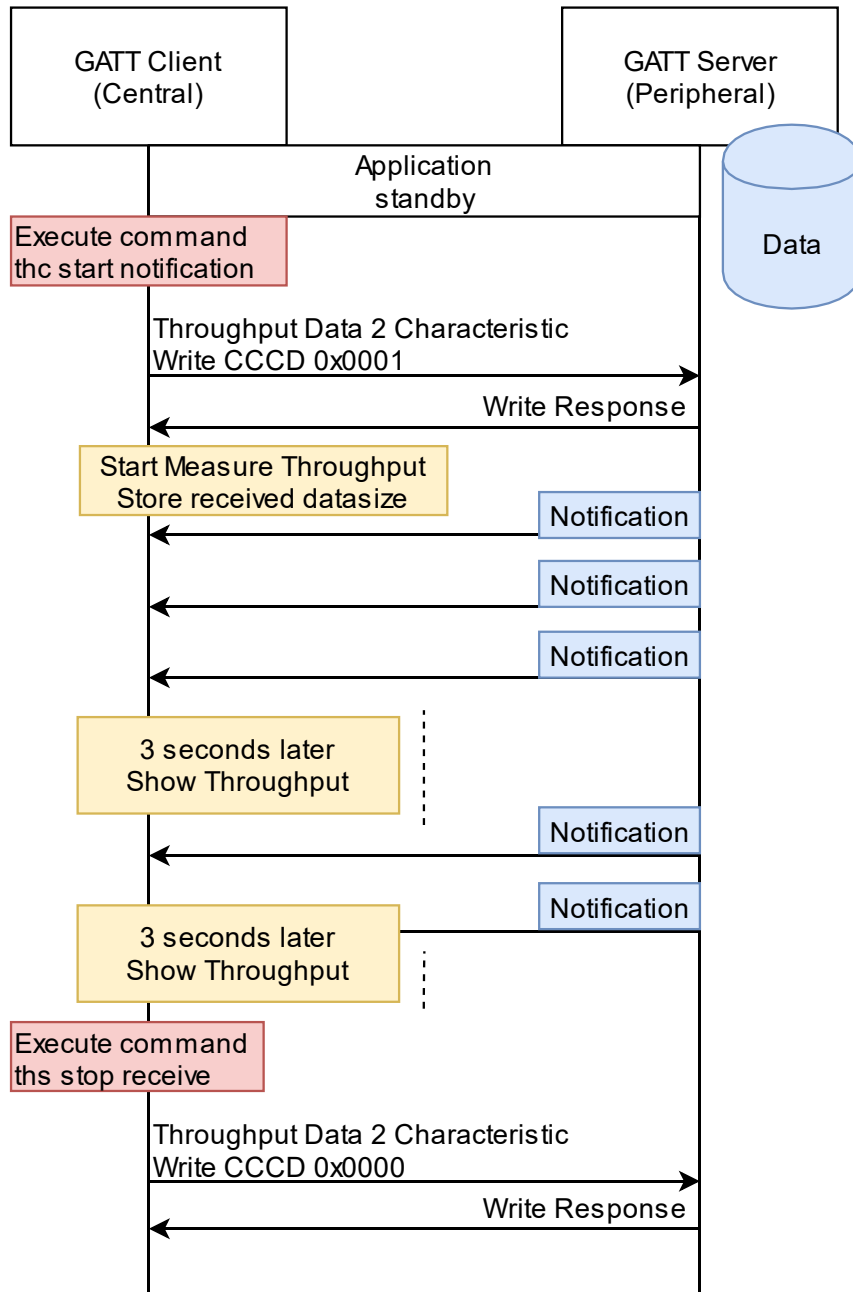 GATT Client
(Central)
GATT Server
(Peripheral)
Application
standby
Data
Execute command
thc start notification
Throughput Data 2 Characteristic
Write CCCD 0x0001
Write Response
Start Measure Throughput
Store received datasize
Notification
Notification
Notification
3 seconds later
Show Throughput
Notification
Notification
3 seconds later
Show Throughput
Execute command
ths stop receive
Throughput Data 2 Characteristic
Write CCCD 0x0000
Write Response